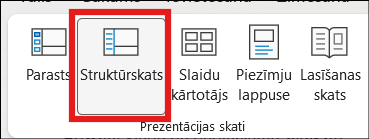 Parasts
Struktūrskats
Slaidu kārtotājs
Piezīmju lappuse
Lasīšanas skats
Prezentācijas skati